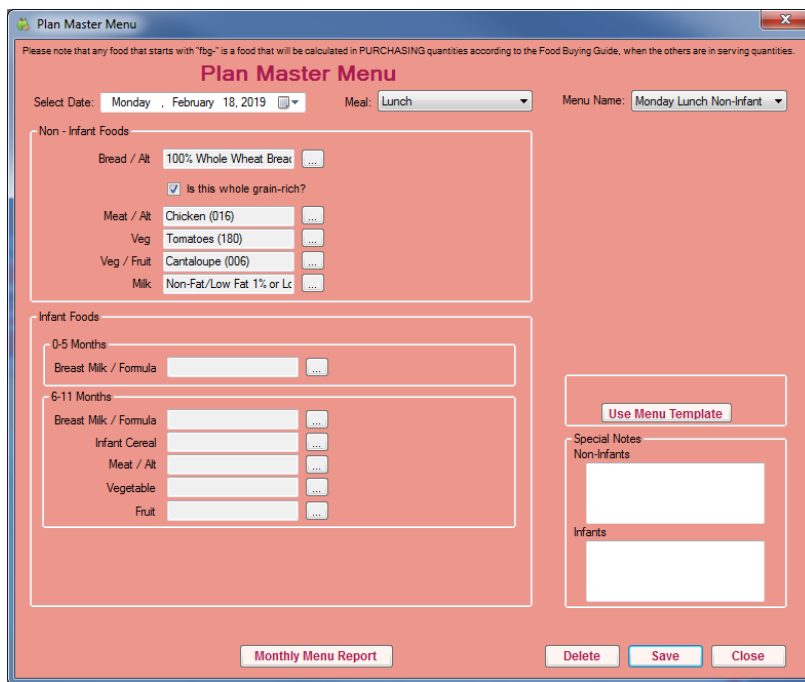 Plan Master Menu
Please note that any food that starts with "fbg-" is a food that will be calculated in PURCHASING quantities according to the Food Buying Guide, when the others are in serving quantities.
Plan Master Menu
Select Date: Monday , February 18, 2019 Meal: Lunch Menu Name: Monday Lunch Non-Infant
Non - Infant Foods
Bread / Alt 100% Whole Wheat Bread ...
Is this whole grain-rich?
Meat / Alt Chicken (016) ...
Veg Tomatoes (180) ...
Veg / Fruit Cantaloupe (006) ...
Milk Non-Fat/Low Fat 1% or Lo ...
Infant Foods
0-5 Months
Breast Milk / Formula ...
6-11 Months
Breast Milk / Formula ...
Infant Cereal ...
Meat / Alt ...
Vegetable ...
Fruit ...
Use Menu Template
Special Notes
Non-Infants
Infants
Monthly Menu Report Delete Save Close